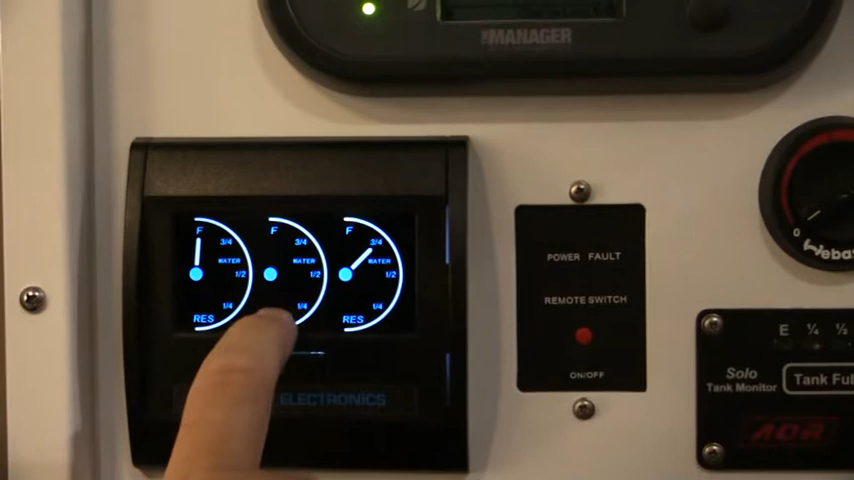 MANAGER
F
3/4
WATER
1/2
1/4
RES
F
3/4
WATER
1/2
1/4
F
3/4
WATER
1/2
1/4
RES
ELECTRONICS
POWER FAULT
REMOTE SWITCH
ON/OFF
0
Webas
E 1/4 1/2
Solo
Tank Monitor
Tank Ful